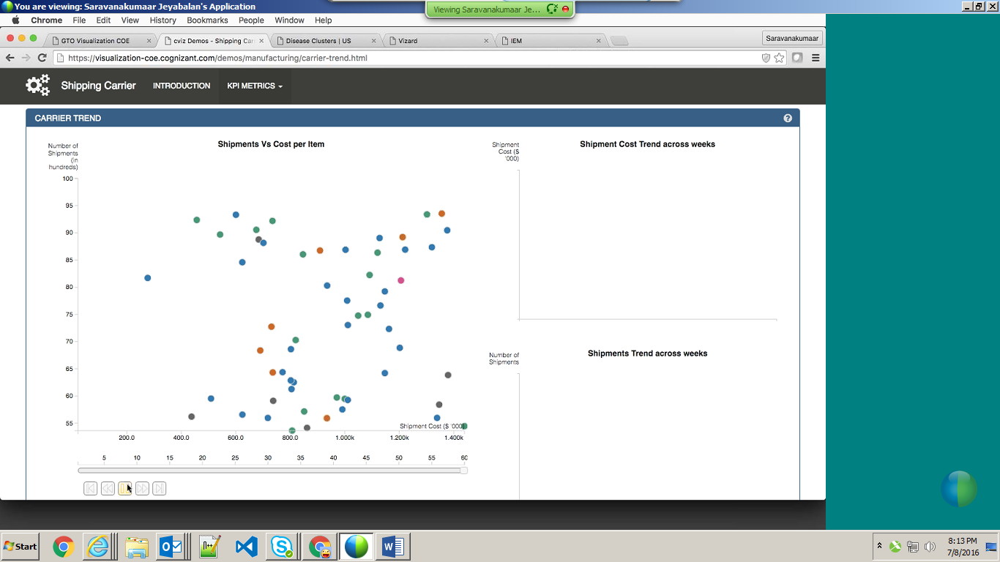 You are viewing: Saravanakumaar Jeyabalan's Application
Viewing Saravanakumaar Je...
Chrome File Edit View History Bookmarks People Window Help
GTO Visualization COE
cviz Demos - Shipping Car
Disease Clusters | US
Vizard
IEM
Saravanakumaar
https://visualization-coe.cognizant.com/demos/manufacturing/carrier-trend.html
Shipping Carrier
INTRODUCTION
KPI METRICS
CARRIER TREND
?
Number of
Shipments
(In
hundreds)
Shipments Vs Cost per Item
100
95
90
85
80
75
70
65
60
55
Shipment Cost ($ '000)
200.0 400.0 600.0 800.0 1.000k 1.200k 1.400k
5 10 15 20 25 30 35 40 45 50 55 60
Shipment
Cost ($
'000)
Shipment Cost Trend across weeks
Number of
Shipments
Shipments Trend across weeks
Start
8:13 PM
7/8/2016